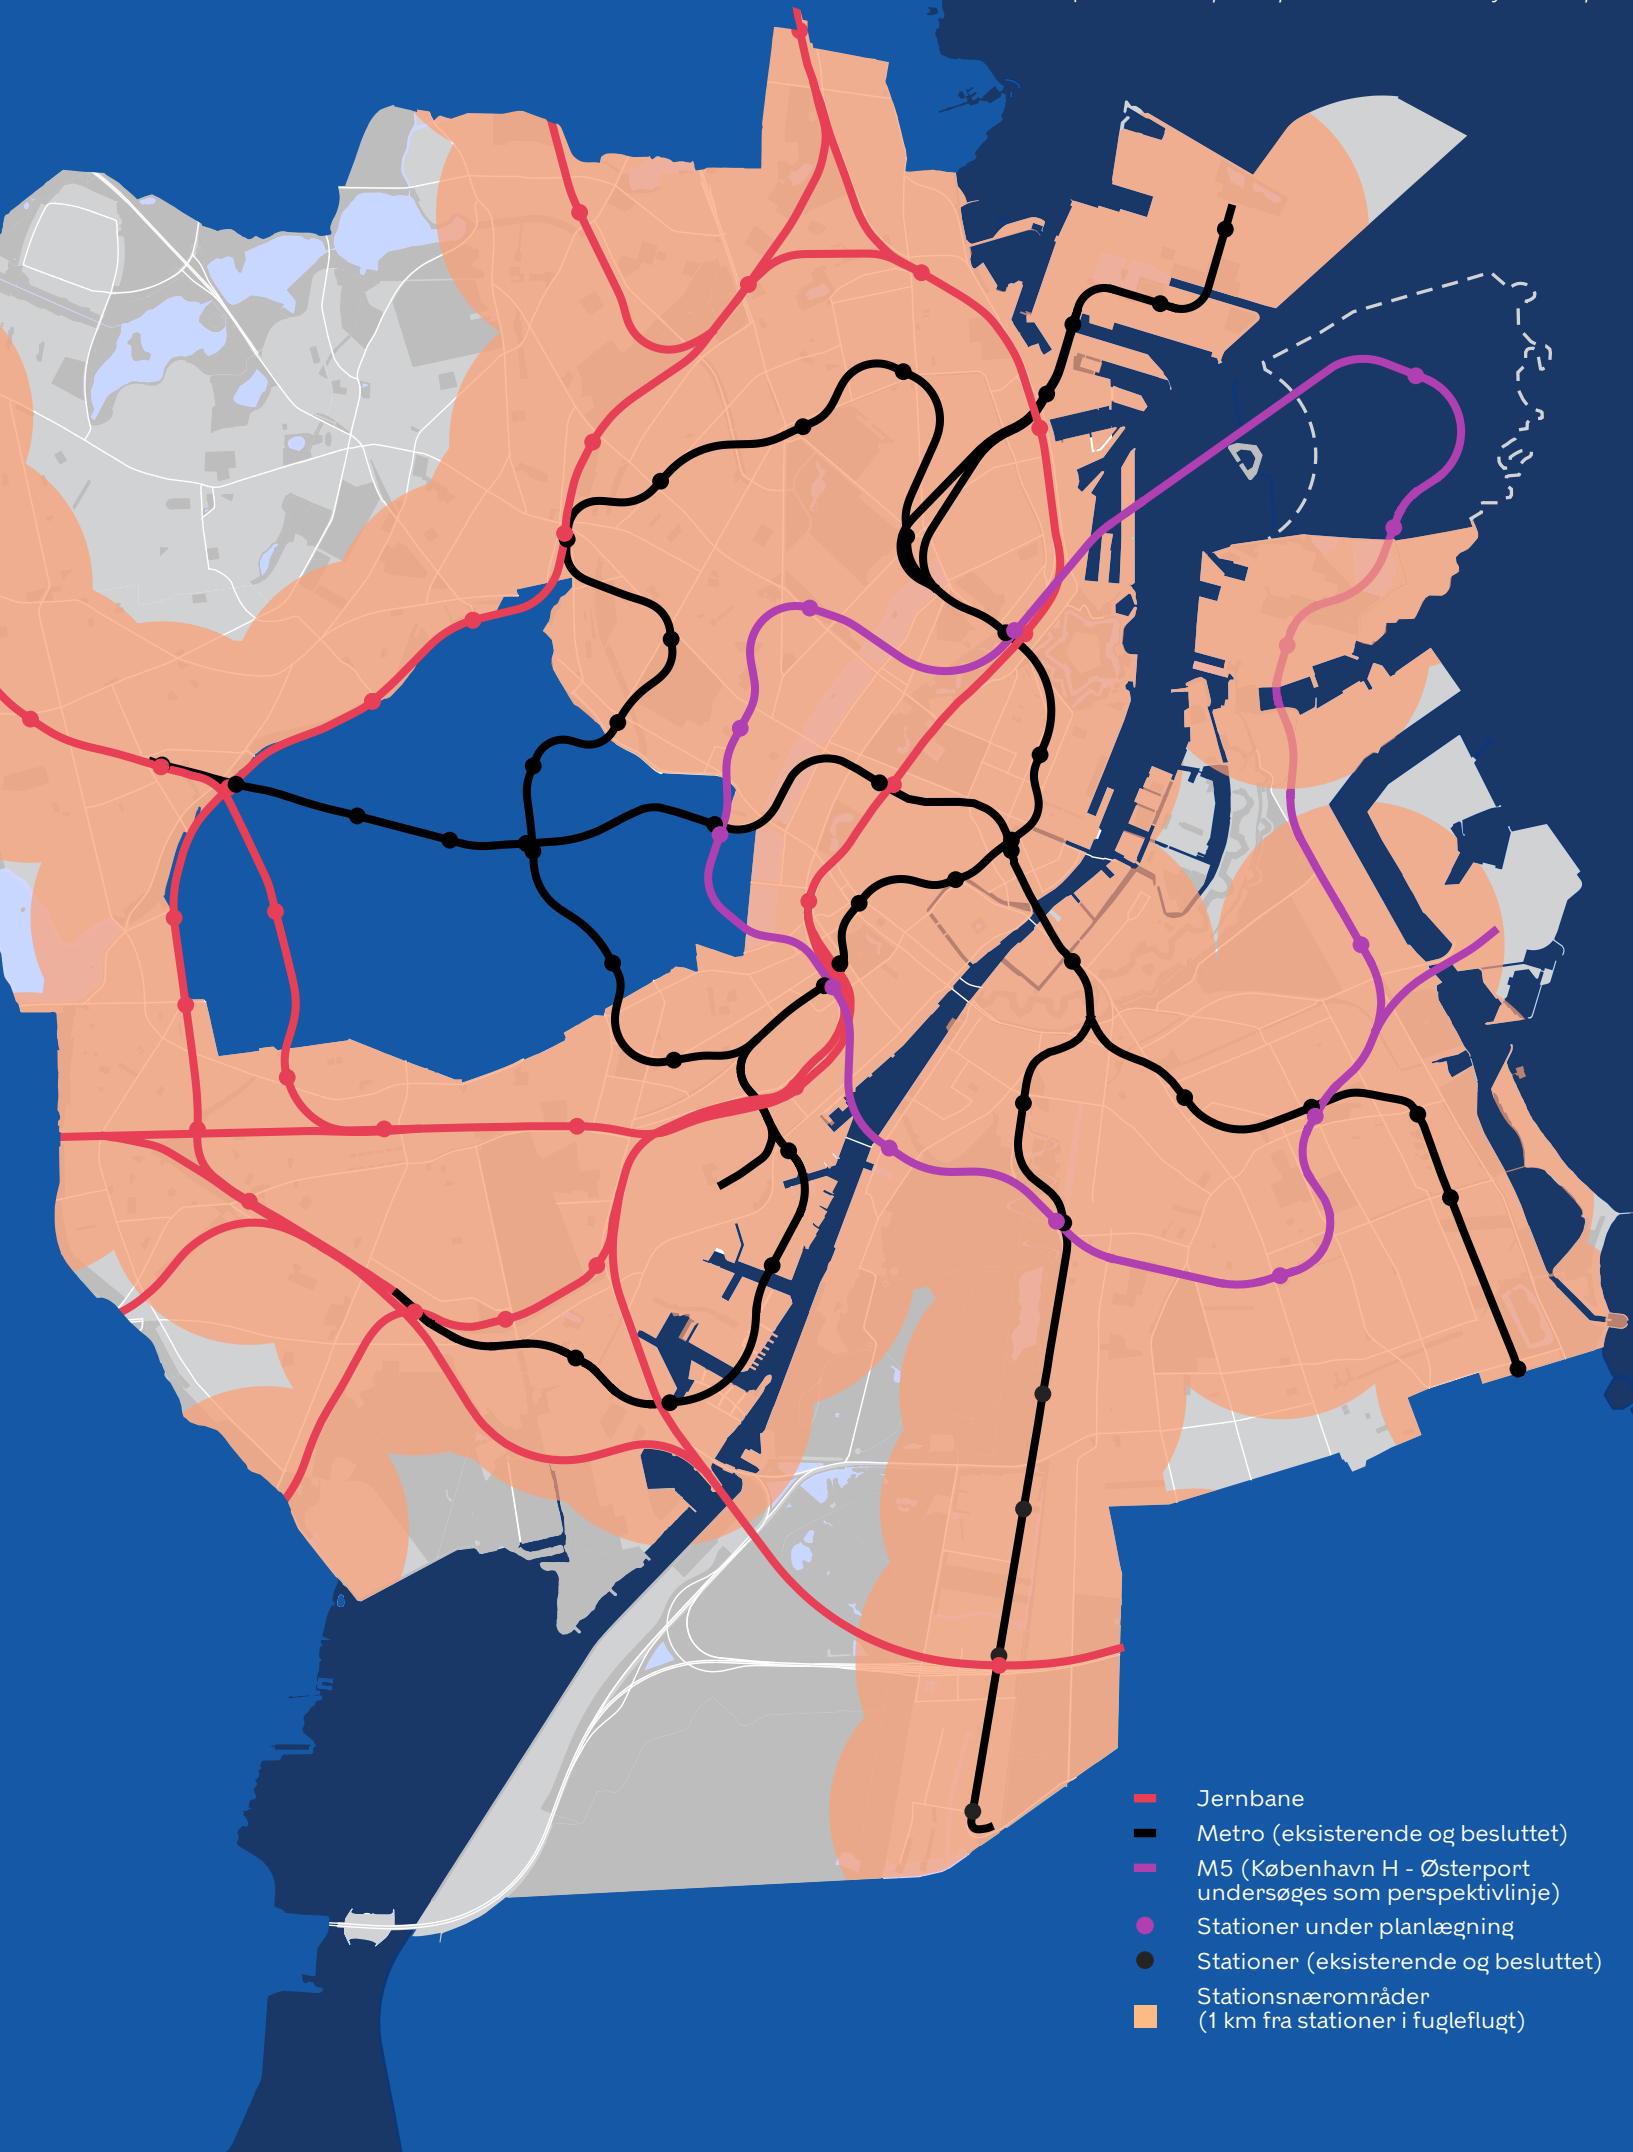 Jernbane
Metro (eksisterende og besluttet)
M5 (København H - Østerport
undersøges som perspektivlinje)
Stationer under planlægning
Stationer (eksisterende og besluttet)
Stationsnærområder
(1 km fra stationer i fugleflugt)